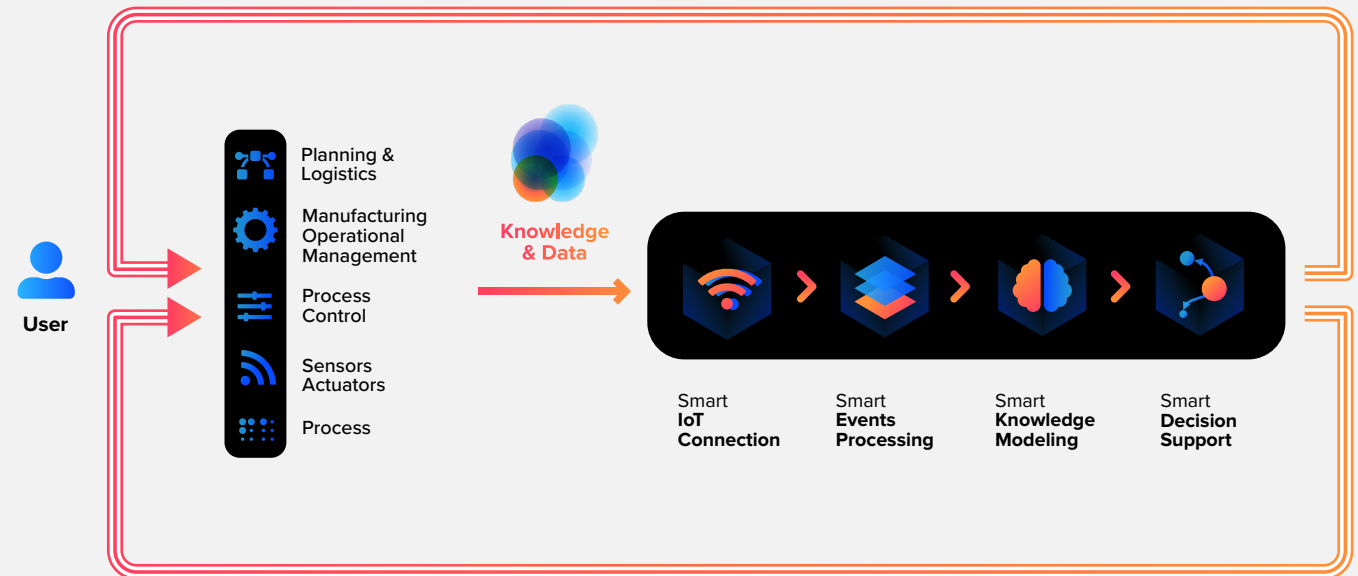 User
Planning &
Logistics
Manufacturing
Operational
Management
Process
Control
Sensors
Actuators
Process
Knowledge
& Data
Smart
IoT
Connection
Smart
Events
Processing
Smart
Knowledge
Modeling
Smart
Decision
Support